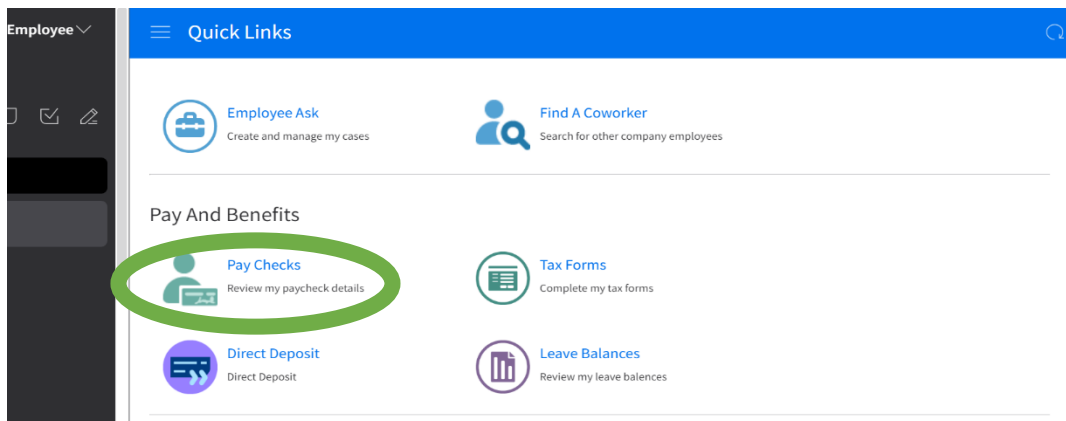 Employee
Quick Links
Employee Ask
Create and manage my cases
Find A Coworker
Search for other company employees
Pay And Benefits
Pay Checks
Review my paycheck details
Tax Forms
Complete my tax forms
Direct Deposit
Direct Deposit
Leave Balances
Review my leave balences